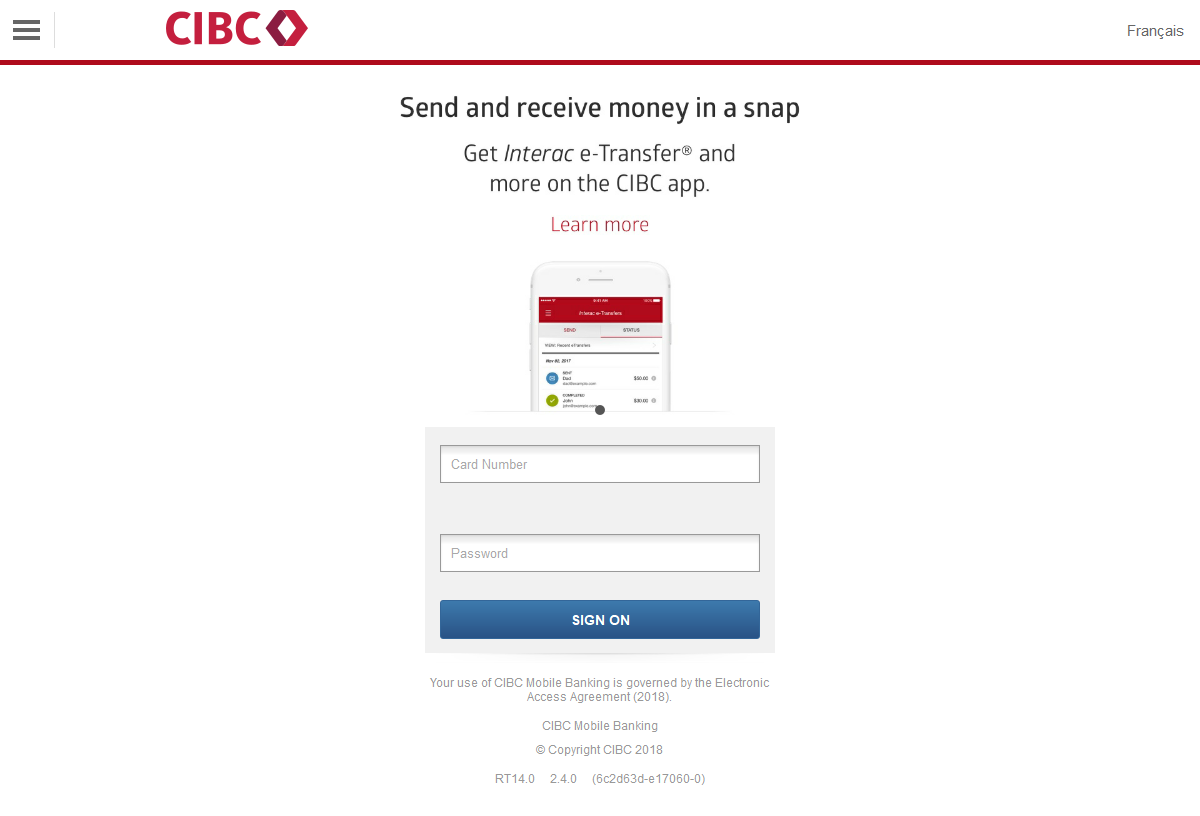 CIBC
Français
Send and receive money in a snap
Get Interac e-Transfer® and
more on the CIBC app.
Learn more
9:41 AM
100%
Interac e-Transfers
SEND
STATUS
Nov 02, 2017
SENT
Dad
dad@example.com
$50.00
COMPLETED
John
john@example.com
$30.00
Card Number
Password
SIGN ON
Your use of CIBC Mobile Banking is governed by the Electronic
Access Agreement (2018).
CIBC Mobile Banking
© Copyright CIBC 2018
RT14.0 2.4.0 (6c2d63d-e17060-0)